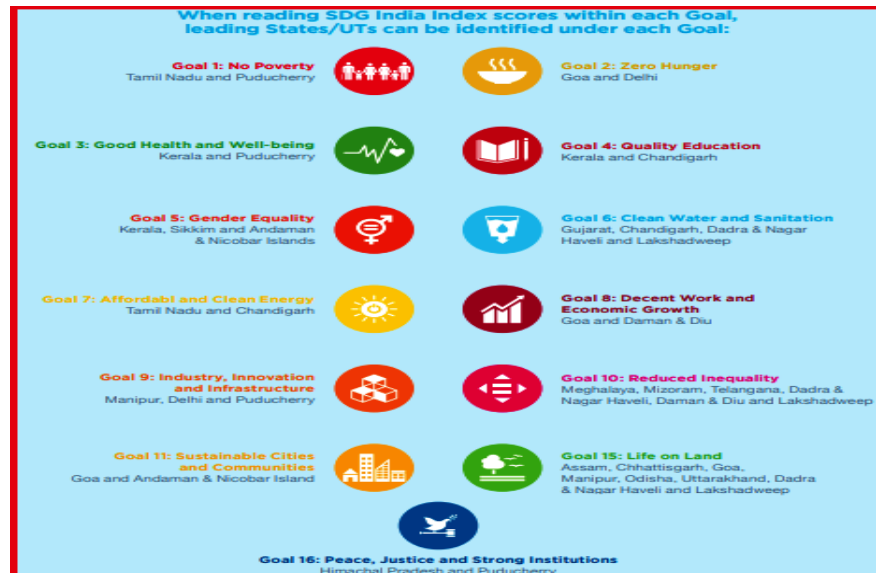 When reading SDG India Index scores within each Goal,
leading States/UTs can be identified under each Goal:
Goal 1: No Poverty
Tamil Nadu and Puducherry
Goal 2: Zero Hunger
Goa and Delhi
Goal 3: Good Health and Well-being
Kerala and Puducherry
Goal 4: Quality Education
Kerala and Chandigarh
Goal 5: Gender Equality
Kerala, Sikkim and Andaman
& Nicobar Islands
Goal 6: Clean Water and Sanitation
Gujarat, Chandigarh, Dadra & Nagar
Haveli and Lakshadweep
Goal 7: Affordabl and Clean Energy
Tamil Nadu and Chandigarh
Goal 8: Decent Work and
Economic Growth
Goa and Daman & Diu
Goal 9: Industry, Innovation
and Infrastructure
Manipur, Delhi and Puducherry
Goal 10: Reduced Inequality
Meghalaya, Mizoram, Telangana, Dadra &
Nagar Haveli, Daman & Diu and Lakshadweep
Goal 11: Sustainable Cities
and Communities
Goa and Andaman & Nicobar Island
Goal 15: Life on Land
Assam, Chhattisgarh, Goa,
Manipur, Odisha, Uttarakhand, Dadra
& Nagar Haveli and Lakshadweep
Goal 16: Peace, Justice and Strong Institutions
Himachal Pradesh and Puducherry